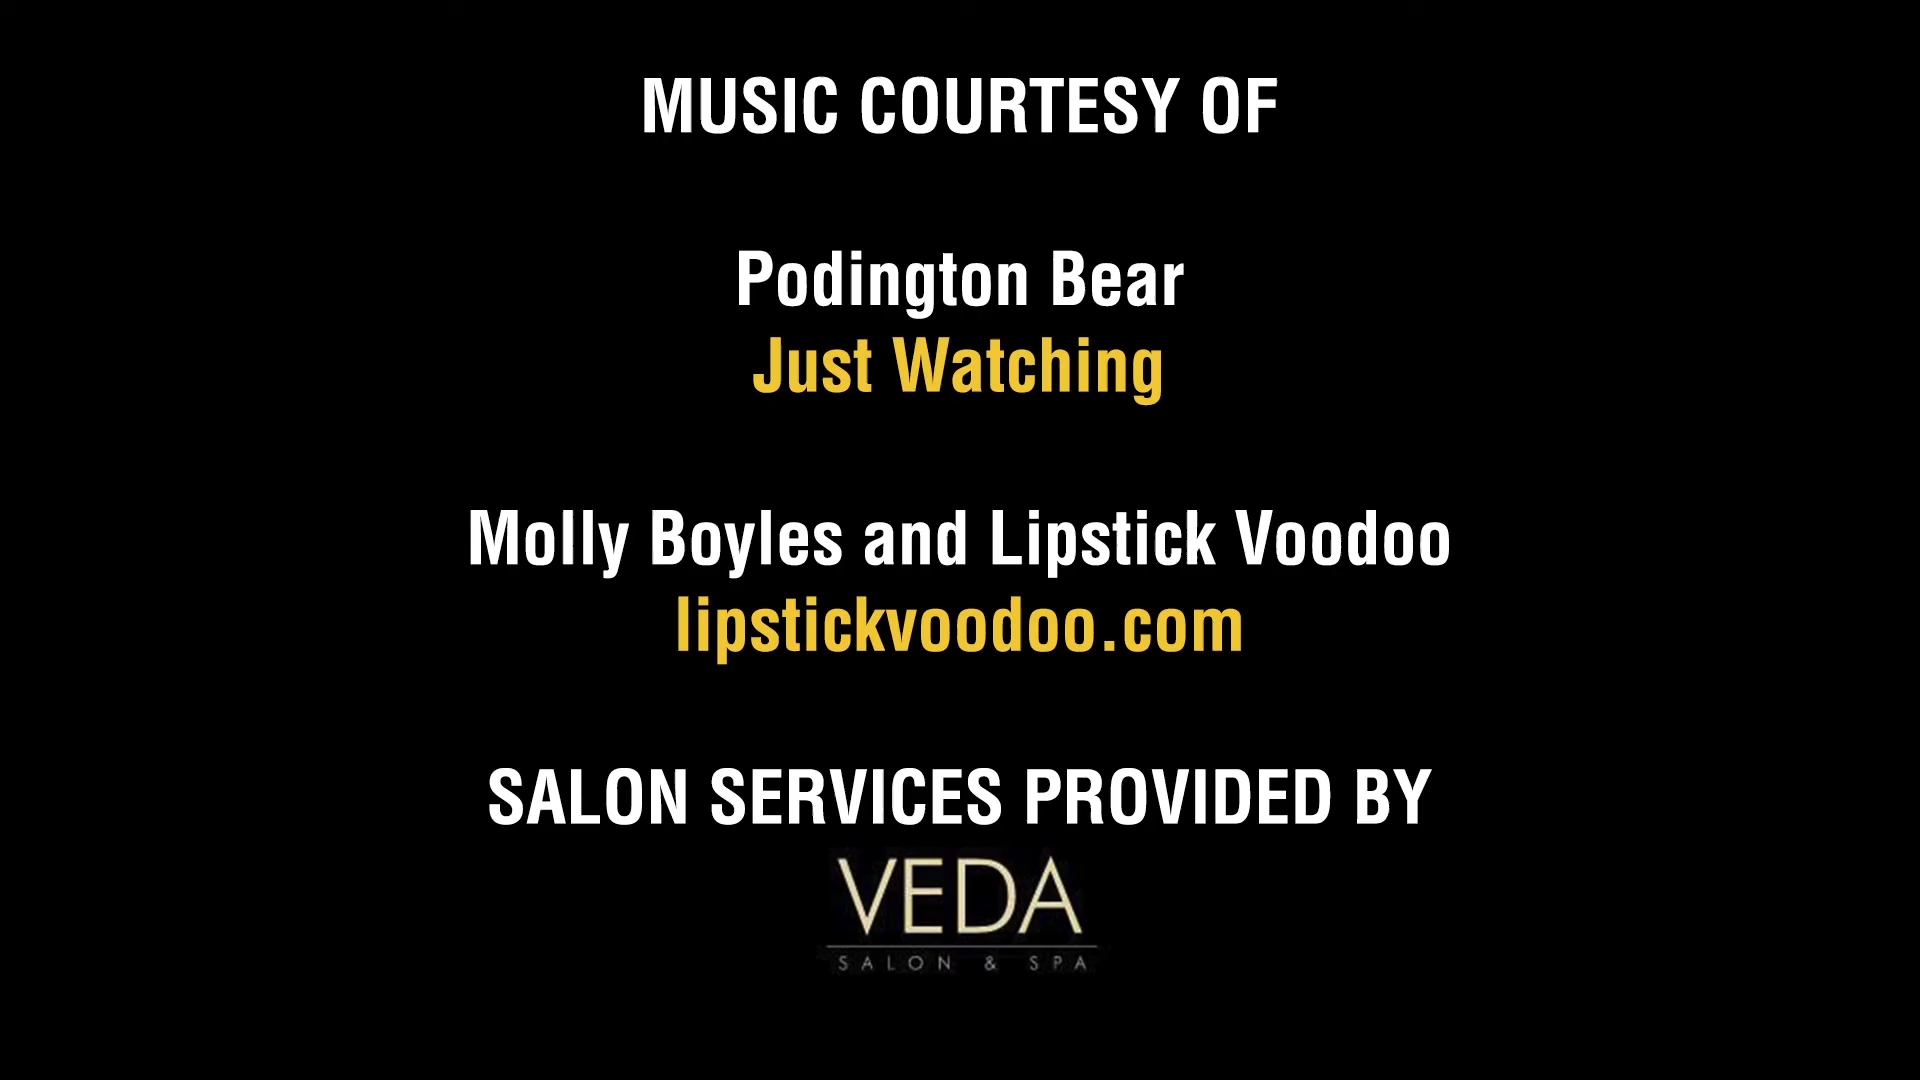 MUSIC COURTESY OF
Podington Bear
Just Watching
Molly Boyles and Lipstick Voodoo
lipstickvoodoo.com
SALON SERVICES PROVIDED BY
VEDA
SALON & SPA